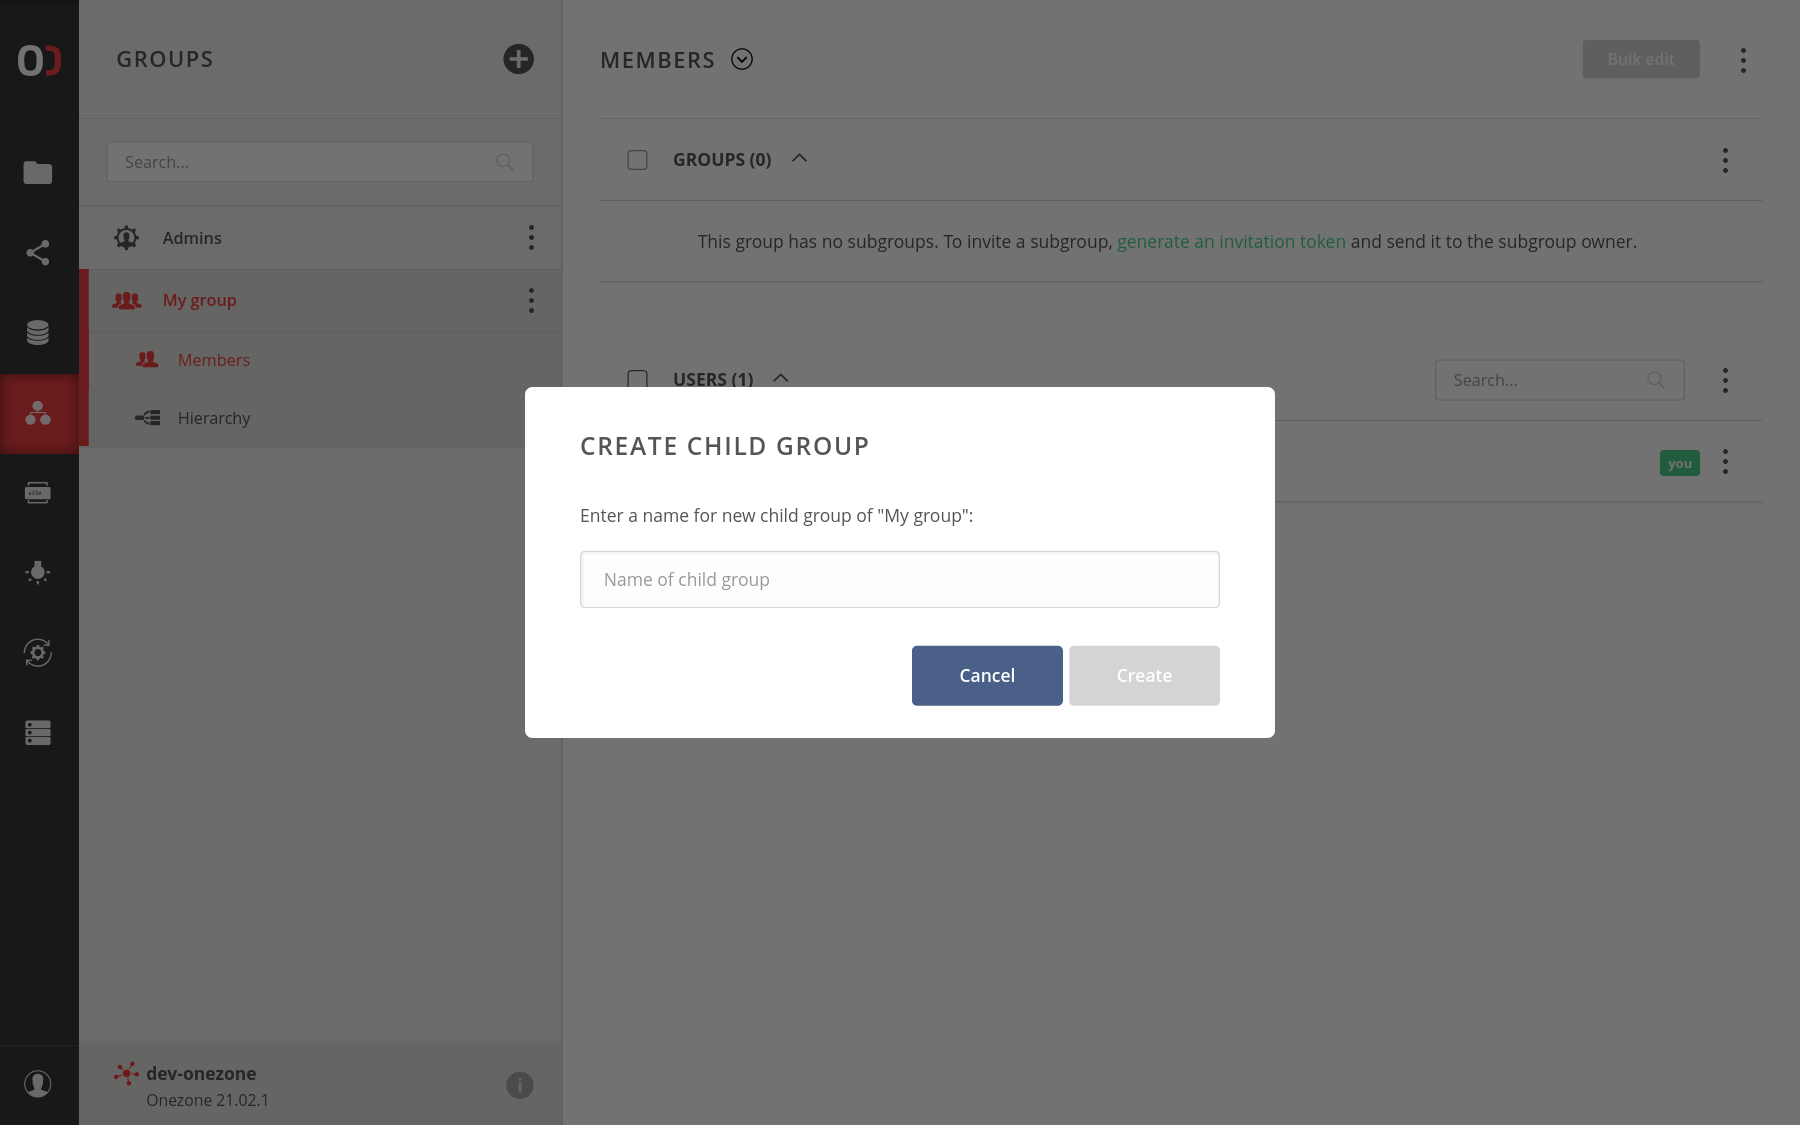 GROUPS
Search...
Admins
My group
Members
Hierarchy
dev-onezone
Onezone 21.02.1
MEMBERS
Bulk edit
GROUPS (0)
This group has no subgroups. To invite a subgroup, generate an invitation token and send it to the subgroup owner.
USERS (1)
Search...
you
CREATE CHILD GROUP
Enter a name for new child group of "My group":
Name of child group
Cancel
Create